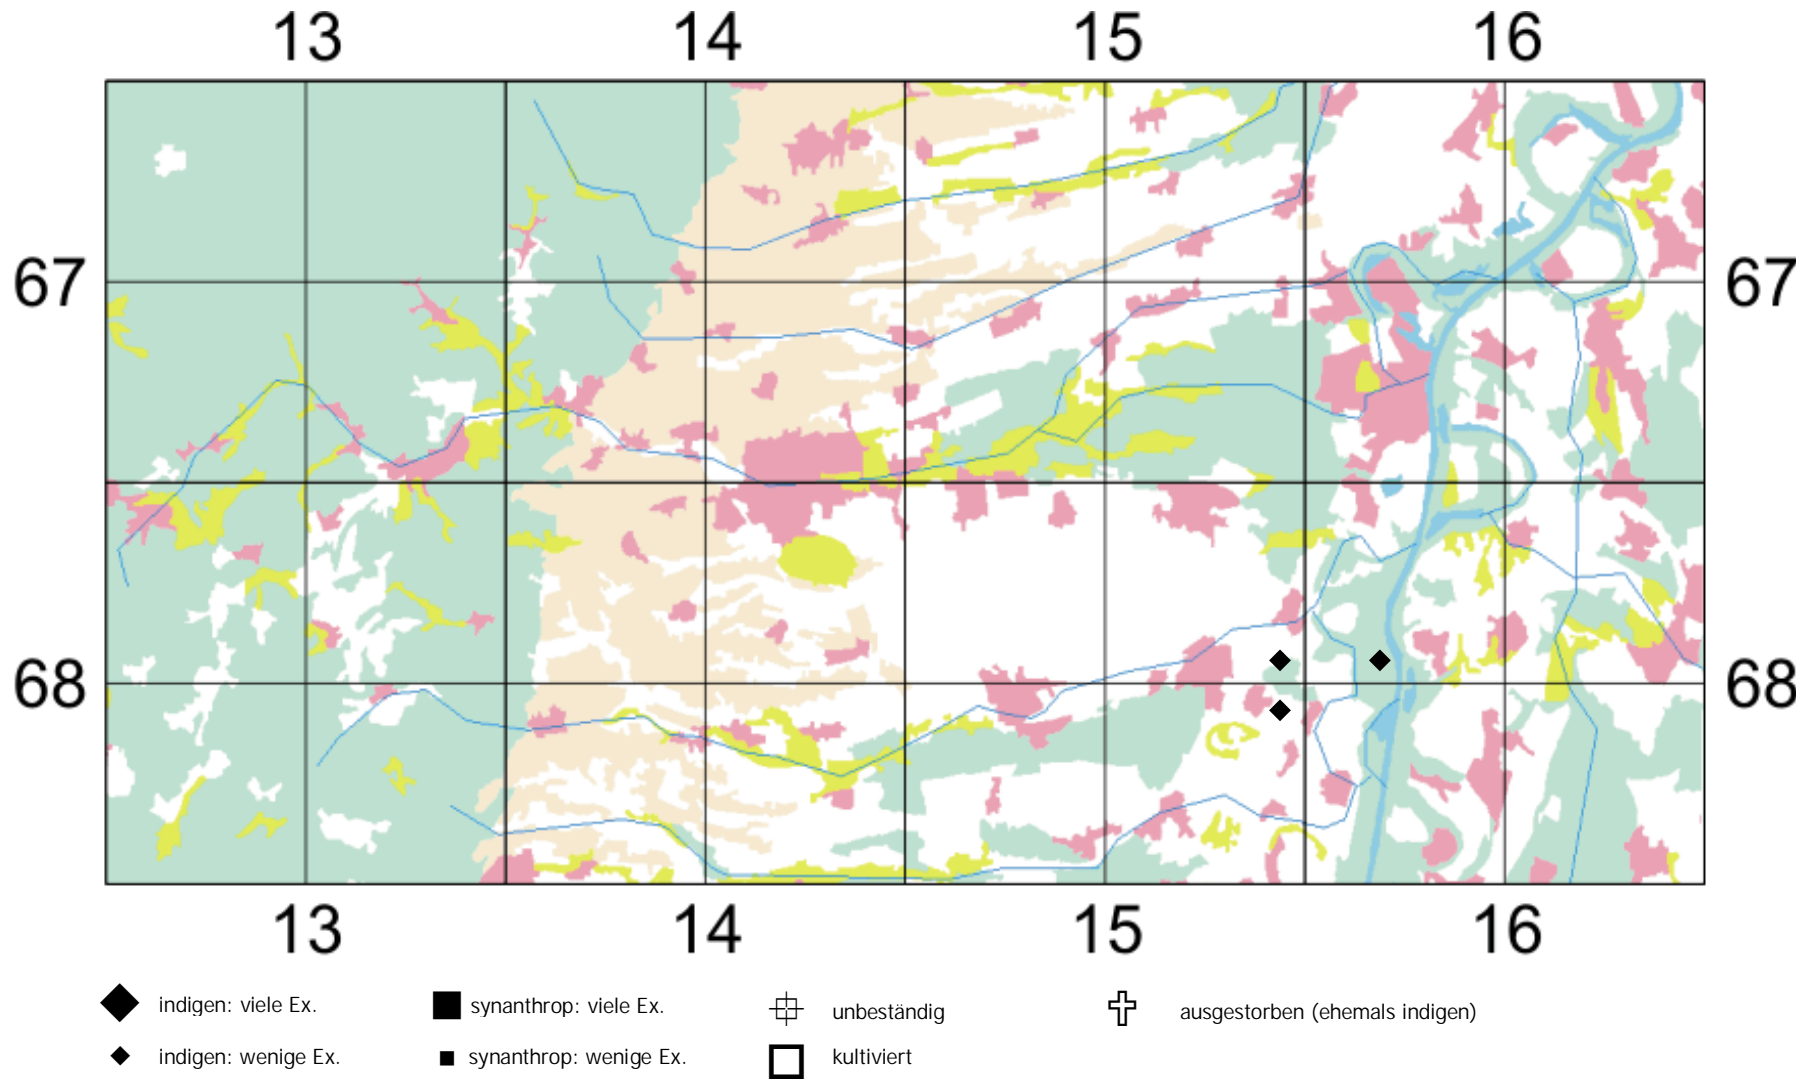 13 14 15 16
67 67
68 68
13 14 15 16
indigen: viele Ex. synanthrop: viele Ex. unbeständig ausgestorben (ehemals indigen)
indigen: wenige Ex. synanthrop: wenige Ex. kultiviert